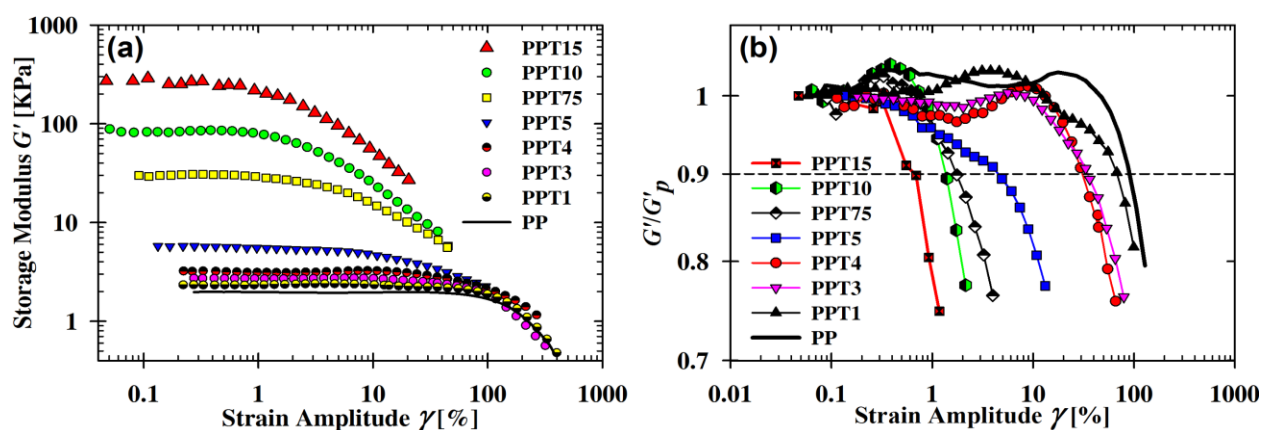 (a)
Storage Modulus G' [KPa]
1000
100
10
1
0.1
1
10
100
1000
Strain Amplitude γ [%]
PPT15
PPT10
PPT75
PPT5
PPT4
PPT3
PPT1
PP
(b)
G'/G'p
1
0.9
0.8
0.7
0.01
0.1
1
10
100
1000
Strain Amplitude γ [%]
PPT15
PPT10
PPT75
PPT5
PPT4
PPT3
PPT1
PP